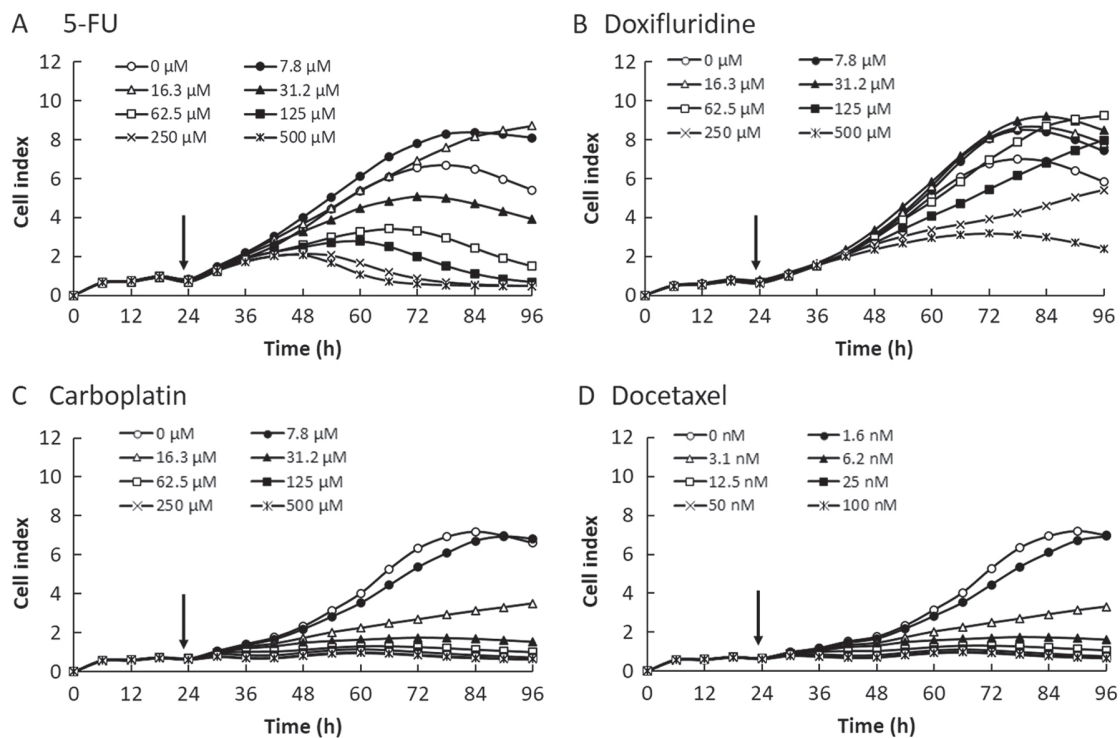 A 5-FU
12
10
8
6
4
2
0
Cell index
0 μM 7.8 μM
16.3 μM 31.2 μM
62.5 μM 125 μM
250 μM 500 μM
0 12 24 36 48 60 72 84 96
Time (h)
B Doxifluridine
12
10
8
6
4
2
0
Cell index
0 μM 7.8 μM
16.3 μM 31.2 μM
62.5 μM 125 μM
250 μM 500 μM
0 12 24 36 48 60 72 84 96
Time (h)
C Carboplatin
12
10
8
6
4
2
0
Cell index
0 μM 7.8 μM
16.3 μM 31.2 μM
62.5 μM 125 μM
250 μM 500 μM
0 12 24 36 48 60 72 84 96
Time (h)
D Docetaxel
12
10
8
6
4
2
0
Cell index
0 nM 1.6 nM
3.1 nM 6.2 nM
12.5 nM 25 nM
50 nM 100 nM
0 12 24 36 48 60 72 84 96
Time (h)